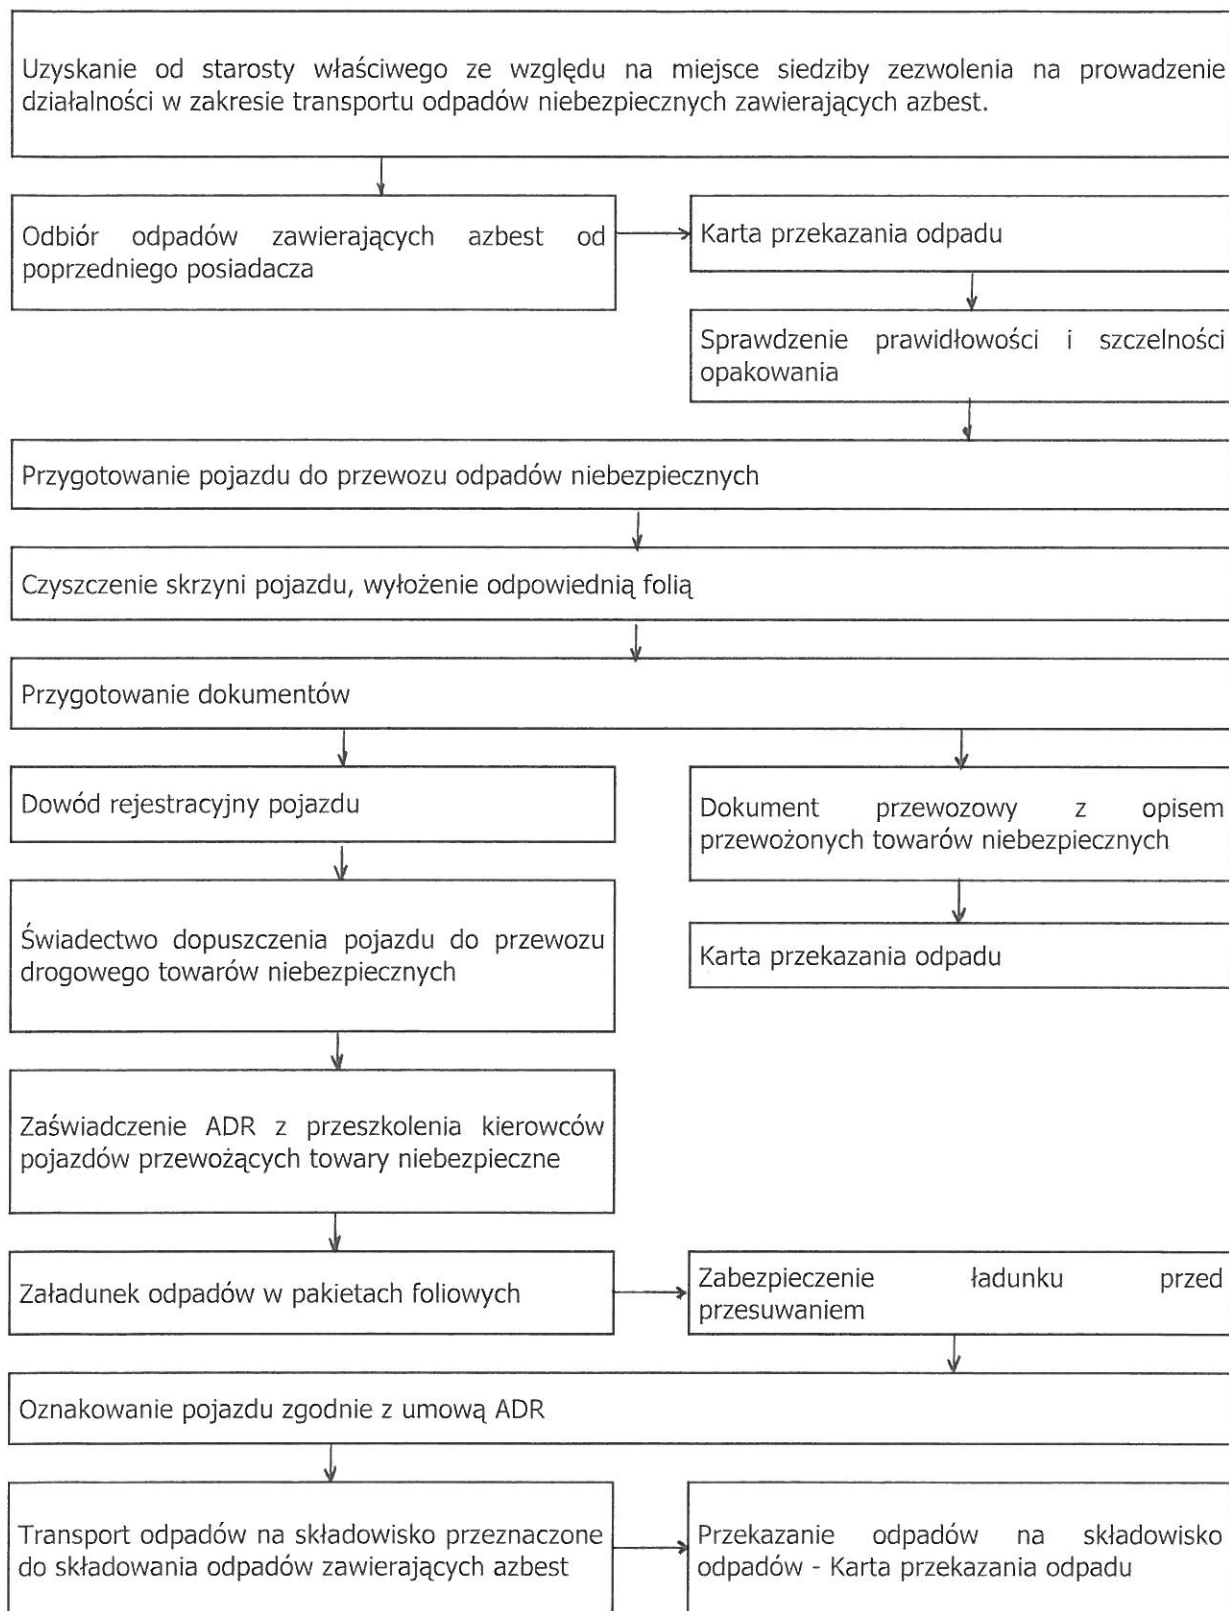 Uzyskanie od starosty właściwego ze względu na miejsce siedziby zezwolenia na prowadzenie
działalności w zakresie transportu odpadów niebezpiecznych zawierających azbest.
Odbiór odpadów zawierających azbest od
poprzedniego posiadacza
Karta przekazania odpadu
Sprawdzenie prawidłowości i szczelności
opakowania
Przygotowanie pojazdu do przewozu odpadów niebezpiecznych
Czyszczenie skrzyni pojazdu, wyłożenie odpowiednią folią
Przygotowanie dokumentów
Dowód rejestracyjny pojazdu
Dokument przewozowy z opisem
przewożonych towarów niebezpiecznych
Świadectwo dopuszczenia pojazdu do przewozu
drogowego towarów niebezpiecznych
Karta przekazania odpadu
Zaświadczenie ADR z przeszkolenia kierowców
pojazdów przewożących towary niebezpieczne
Załadunek odpadów w pakietach foliowych
Zabezpieczenie ładunku przed
przesuwaniem
Oznakowanie pojazdu zgodnie z umową ADR
Transport odpadów na składowisko przeznaczone
do składowania odpadów zawierających azbest
Przekazanie odpadów na składowisko
odpadów - Karta przekazania odpadu